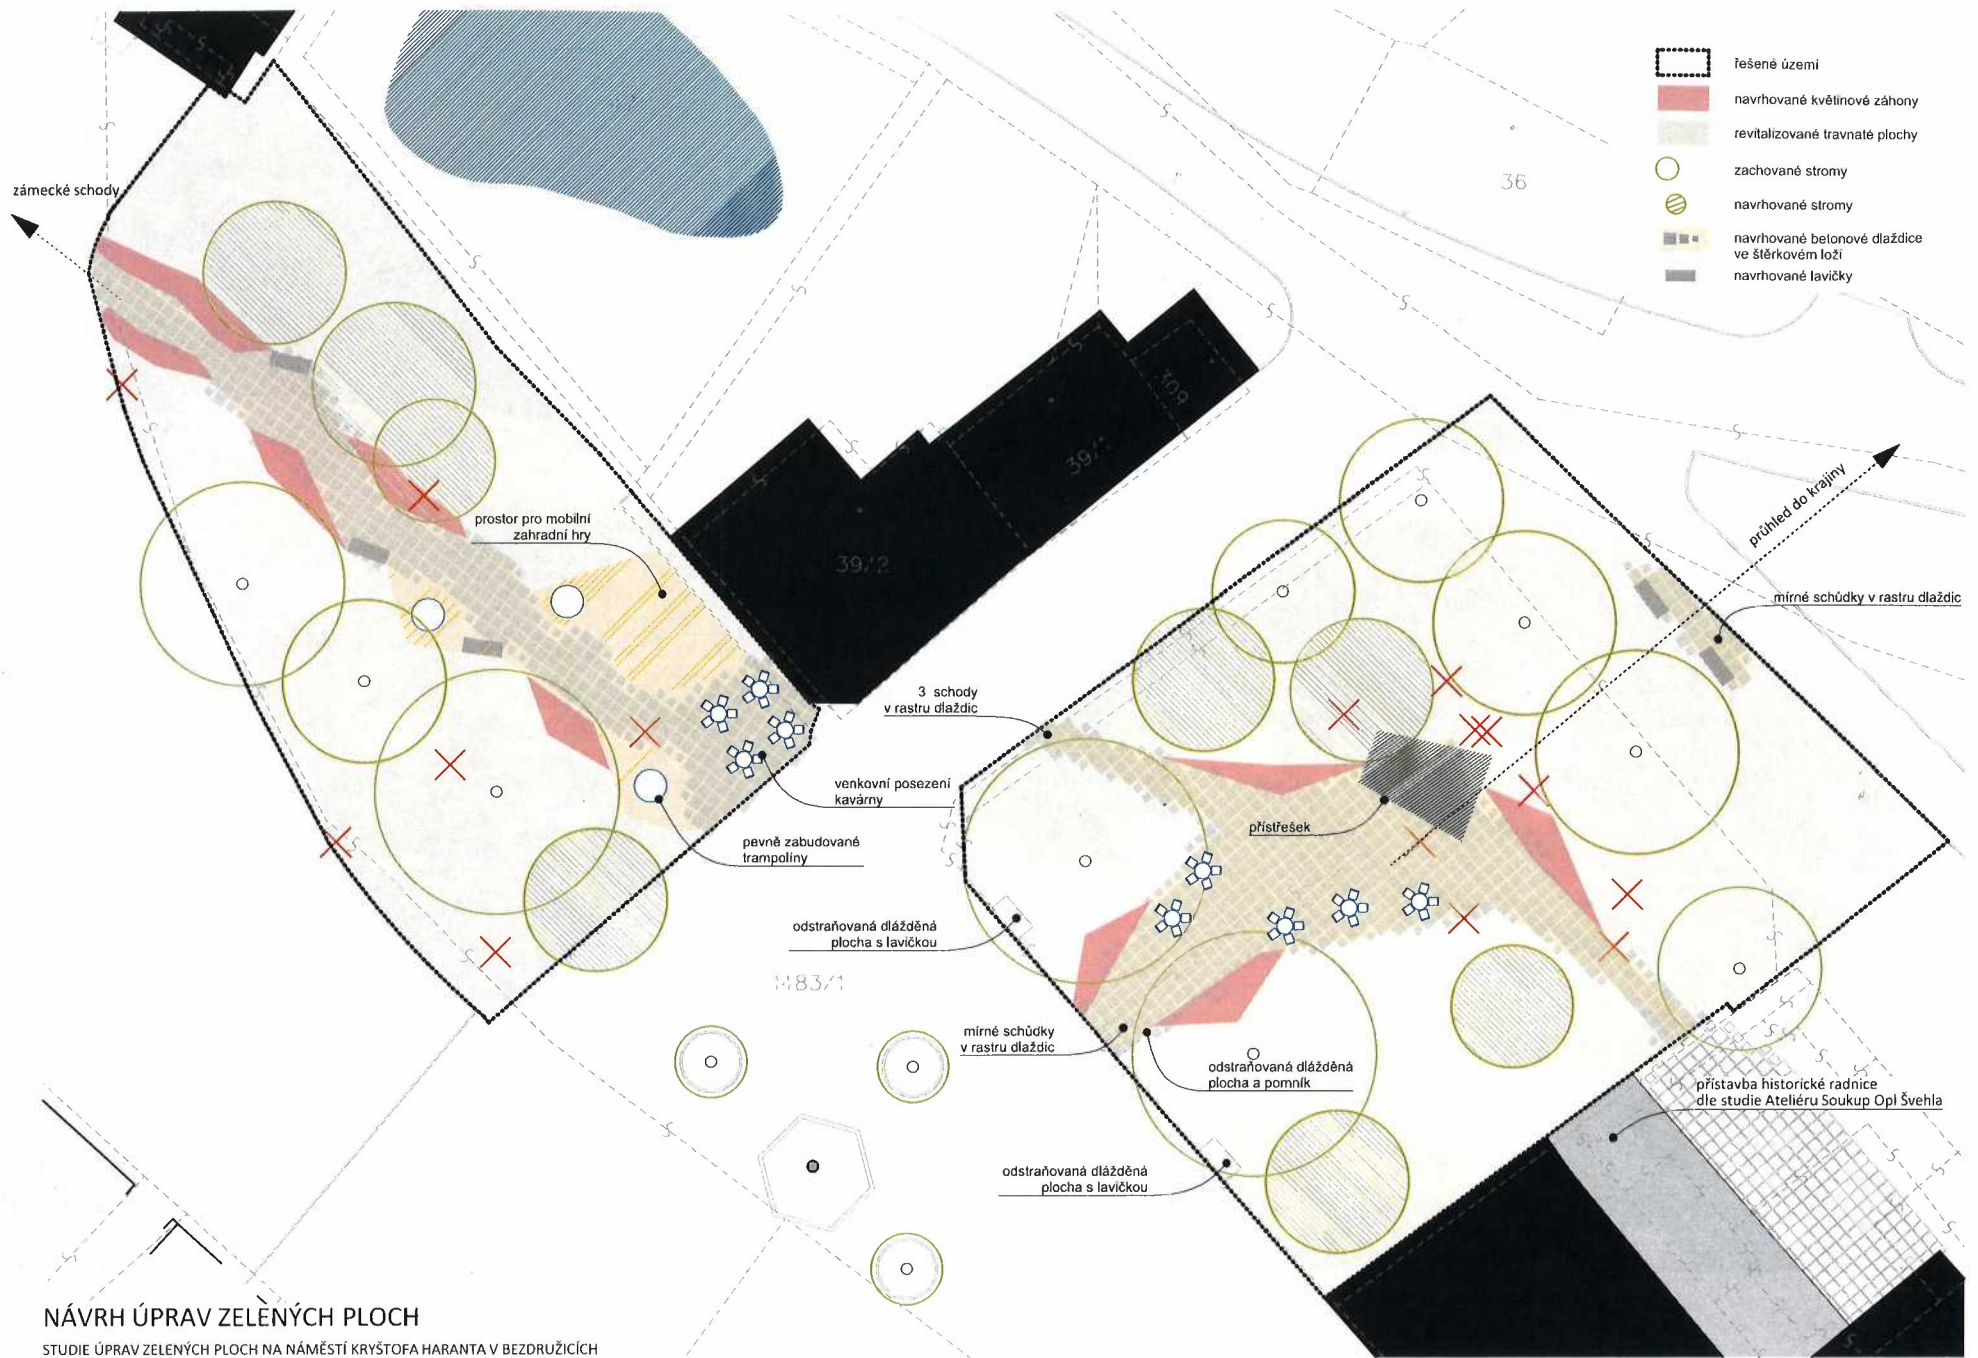 řešené území
navrhované květinové záhony
revitalizované travnaté plochy
zachované stromy
navrhované stromy
navrhované betonové dlaždice
ve štěrkovém loži
navrhované lavičky
36
zámecké schody
309
39/1
39/2
prostor pro mobilní
zahradní hry
průhled do krajiny
mírné schůdky v rastru dlaždic
3 schody
v rastru dlaždic
venkovní posezení
kavárny
přístřešek
pevně zabudované
trampolíny
odstraňovaná dlážděná
plocha s lavičkou
1483/1
mírné schůdky
v rastru dlaždic
odstraňovaná dlážděná
plocha a pomník
přístavba historické radnice
dle studie Ateliéru Soukup Opl Švehla
odstraňovaná dlážděná
plocha s lavičkou
NÁVRH ÚPRAV ZELENÝCH PLOCH
STUDIE ÚPRAV ZELENÝCH PLOCH NA NÁMĚSTÍ KRYŠTOFA HARANTA V BEZDRUŽICÍCH